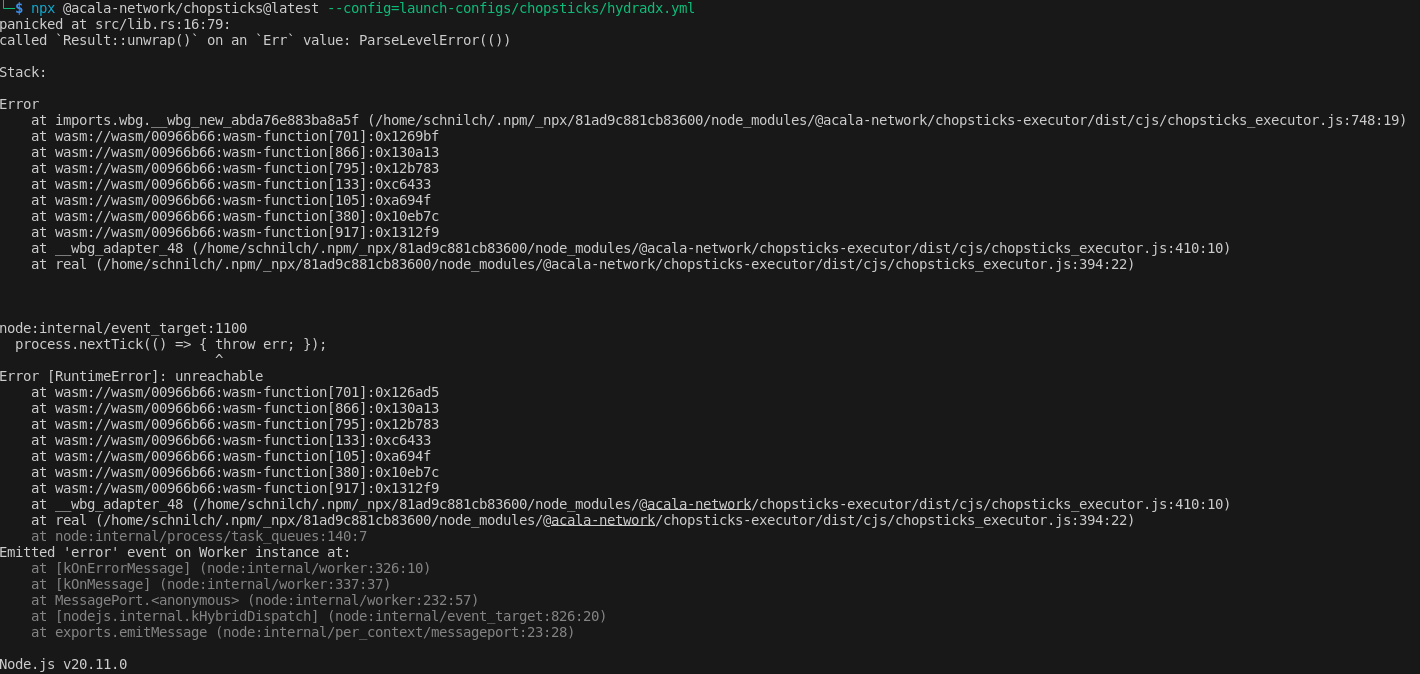 └─$ npx @acala-network/chopsticks@latest --config=launch-configs/chopsticks/hydradx.yml
panicked at src/lib.rs:16:79:
called `Result::unwrap()` on an `Err` value: ParseLevelError(())
Stack:
Error
    at imports.wbg.__wbg_new_abda76e883ba8a5f (/home/schnilch/.npm/_npx/81ad9c881cb83600/node_modules/@acala-network/chopsticks-executor/dist/cjs/chopsticks_executor.js:748:19)
    at wasm://wasm/00966b66:wasm-function[701]:0x1269bf
    at wasm://wasm/00966b66:wasm-function[866]:0x130a13
    at wasm://wasm/00966b66:wasm-function[795]:0x12b783
    at wasm://wasm/00966b66:wasm-function[133]:0xc6433
    at wasm://wasm/00966b66:wasm-function[105]:0xa694f
    at wasm://wasm/00966b66:wasm-function[380]:0x10eb7c
    at wasm://wasm/00966b66:wasm-function[917]:0x1312f9
    at __wbg_adapter_48 (/home/schnilch/.npm/_npx/81ad9c881cb83600/node_modules/@acala-network/chopsticks-executor/dist/cjs/chopsticks_executor.js:410:10)
    at real (/home/schnilch/.npm/_npx/81ad9c881cb83600/node_modules/@acala-network/chopsticks-executor/dist/cjs/chopsticks_executor.js:394:22)
node:internal/event_target:1100
  process.nextTick(() => { throw err; });
                           ^
Error [RuntimeError]: unreachable
    at wasm://wasm/00966b66:wasm-function[701]:0x126ad5
    at wasm://wasm/00966b66:wasm-function[866]:0x130a13
    at wasm://wasm/00966b66:wasm-function[795]:0x12b783
    at wasm://wasm/00966b66:wasm-function[133]:0xc6433
    at wasm://wasm/00966b66:wasm-function[105]:0xa694f
    at wasm://wasm/00966b66:wasm-function[380]:0x10eb7c
    at wasm://wasm/00966b66:wasm-function[917]:0x1312f9
    at __wbg_adapter_48 (/home/schnilch/.npm/_npx/81ad9c881cb83600/node_modules/@acala-network/chopsticks-executor/dist/cjs/chopsticks_executor.js:410:10)
    at real (/home/schnilch/.npm/_npx/81ad9c881cb83600/node_modules/@acala-network/chopsticks-executor/dist/cjs/chopsticks_executor.js:394:22)
    at node:internal/process/task_queues:140:7
Emitted 'error' event on Worker instance at:
    at [kOnErrorMessage] (node:internal/worker:326:10)
    at [kOnMessage] (node:internal/worker:337:37)
    at MessagePort.<anonymous> (node:internal/worker:232:57)
    at [nodejs.internal.kHybridDispatch] (node:internal/event_target:826:20)
    at exports.emitMessage (node:internal/per_context/messageport:23:28)
Node.js v20.11.0